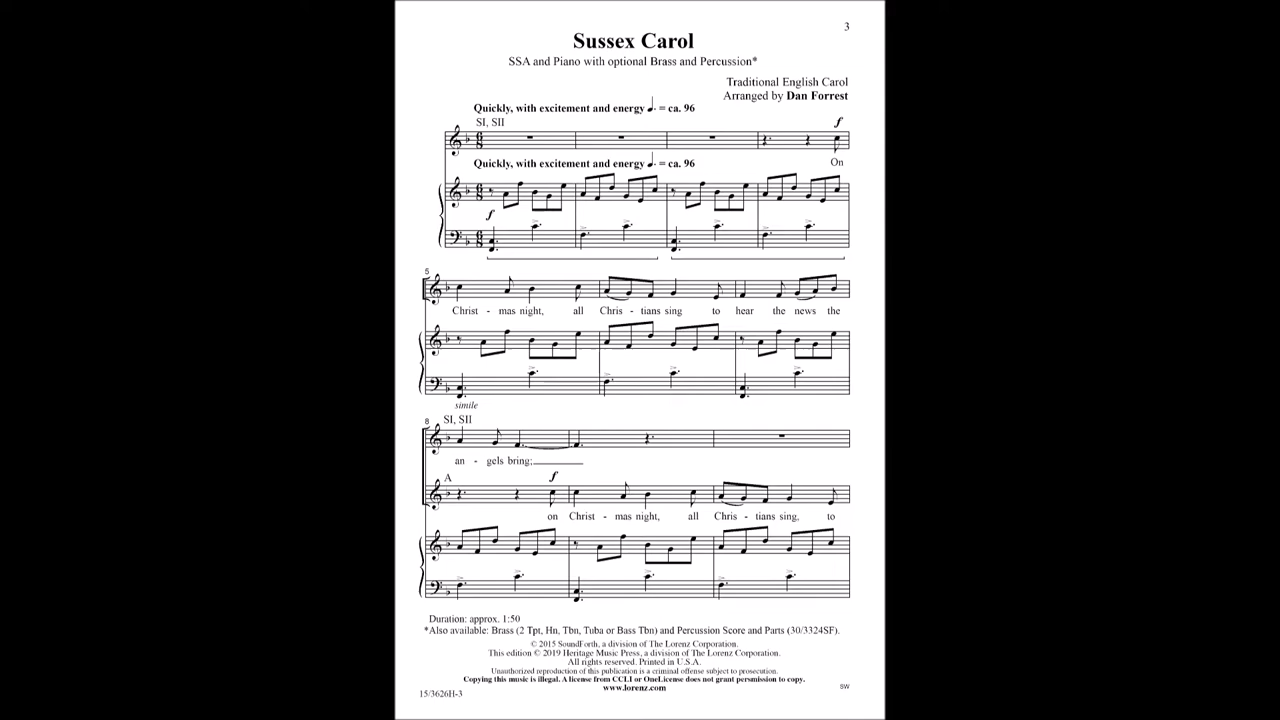 3
Sussex Carol
SSA and Piano with optional Brass and Percussion*
Traditional English Carol
Arranged by Dan Forrest
Quickly, with excitement and energy ♩. = ca. 96
SI, SII
f
On
Quickly, with excitement and energy ♩. = ca. 96
f
5
Christ - mas night, all Chris - tians sing to hear the news the
simile
8
SI, SII
an - gels bring;
A
f
on Christ - mas night, all Chris - tians sing, to
Duration: approx. 1:50
*Also available: Brass (2 Tpt, Hn, Tbn, Tuba or Bass Tbn) and Percussion Score and Parts (30/3324SF).
© 2015 SoundForth, a division of The Lorenz Corporation.
This edition © 2019 Heritage Music Press, a division of The Lorenz Corporation.
All rights reserved. Printed in U.S.A.
Unauthorized reproduction of this publication is a criminal offense subject to prosecution.
Copying this music is illegal. A license from CCLI or OneLicense does not grant persmission to copy.
www.lorenz.com
15/3626H-3
SW